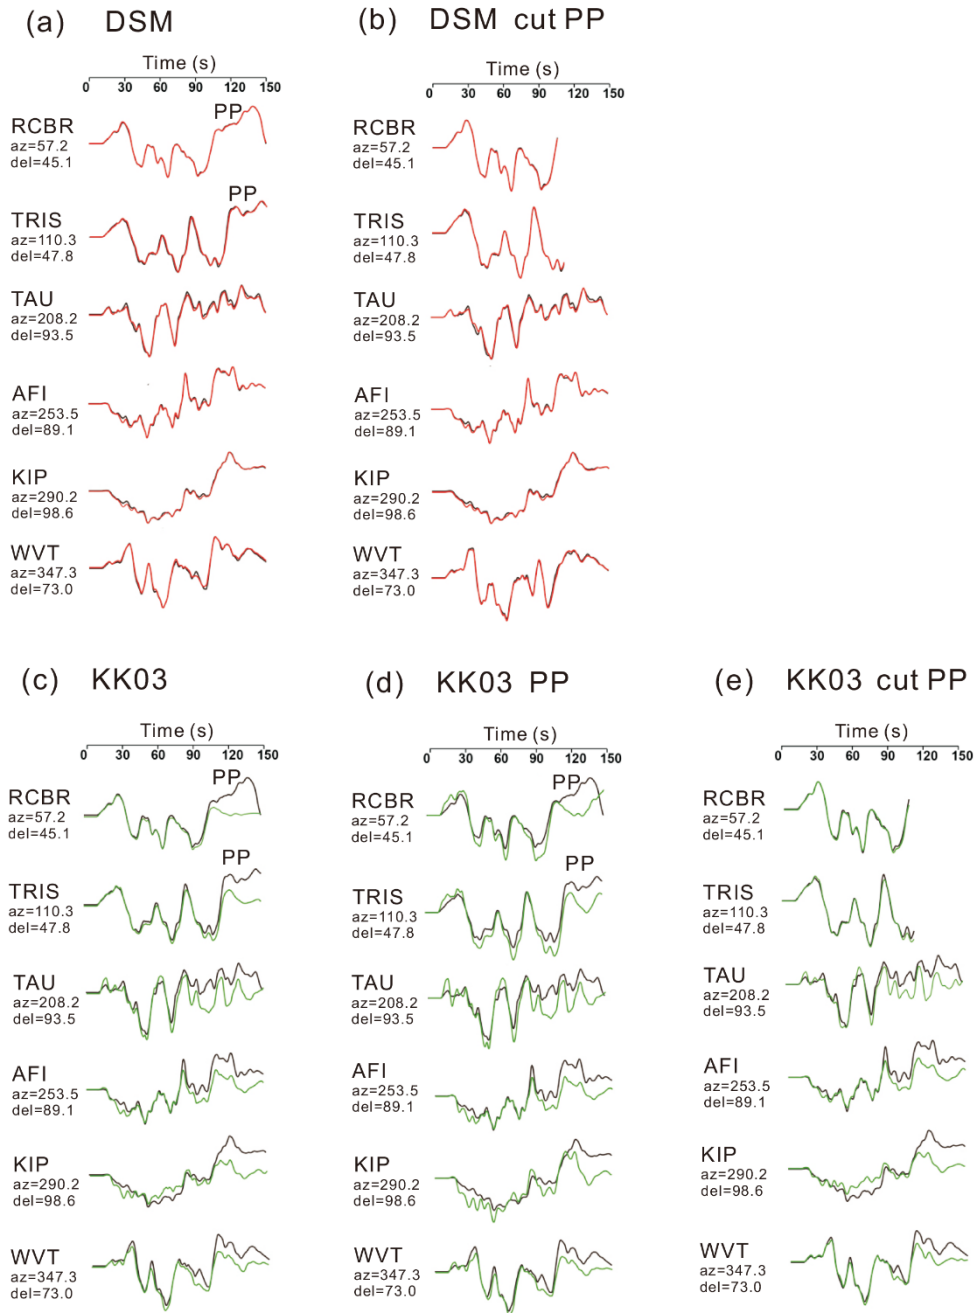 (a) DSM
Time (s)
0 30 60 90 120 150
PP
RCBR
az=57.2
del=45.1
PP
TRIS
az=110.3
del=47.8
TAU
az=208.2
del=93.5
AFI
az=253.5
del=89.1
KIP
az=290.2
del=98.6
WVT
az=347.3
del=73.0
(b) DSM cut PP
Time (s)
0 30 60 90 120 150
RCBR
az=57.2
del=45.1
TRIS
az=110.3
del=47.8
TAU
az=208.2
del=93.5
AFI
az=253.5
del=89.1
KIP
az=290.2
del=98.6
WVT
az=347.3
del=73.0
(c) KK03
Time (s)
0 30 60 90 120 150
PP
RCBR
az=57.2
del=45.1
PP
TRIS
az=110.3
del=47.8
TAU
az=208.2
del=93.5
AFI
az=253.5
del=89.1
KIP
az=290.2
del=98.6
WVT
az=347.3
del=73.0
(d) KK03 PP
Time (s)
0 30 60 90 120 150
PP
RCBR
az=57.2
del=45.1
PP
TRIS
az=110.3
del=47.8
TAU
az=208.2
del=93.5
AFI
az=253.5
del=89.1
KIP
az=290.2
del=98.6
WVT
az=347.3
del=73.0
(e) KK03 cut PP
Time (s)
0 30 60 90 120 150
RCBR
az=57.2
del=45.1
TRIS
az=110.3
del=47.8
TAU
az=208.2
del=93.5
AFI
az=253.5
del=89.1
KIP
az=290.2
del=98.6
WVT
az=347.3
del=73.0